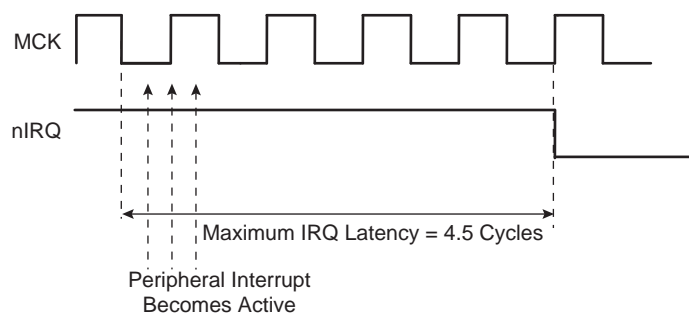 MCK
nIRQ
Maximum IRQ Latency = 4.5 Cycles
Peripheral Interrupt
Becomes Active